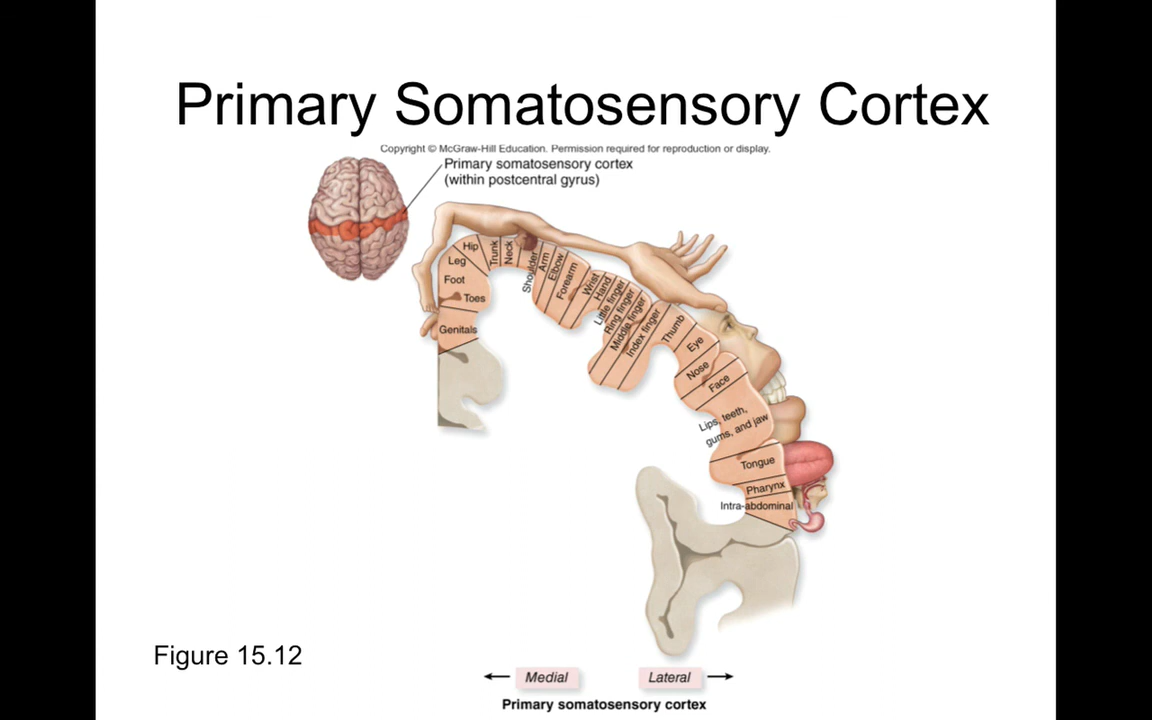 Primary Somatosensory Cortex
Copyright © McGraw-Hill Education. Permission required for reproduction or display.
Primary somatosensory cortex
(within postcentral gyrus)
Hip
Trunk
Neck
Shoulder
Arm
Elbow
Forearm
Wrist
Hand
Little finger
Ring finger
Middle finger
Index finger
Thumb
Eye
Nose
Face
Lips, teeth,
gums, and jaw
Tongue
Pharynx
Intra-abdominal
Leg
Foot
Toes
Genitals
Figure 15.12
Medial
Lateral
Primary somatosensory cortex